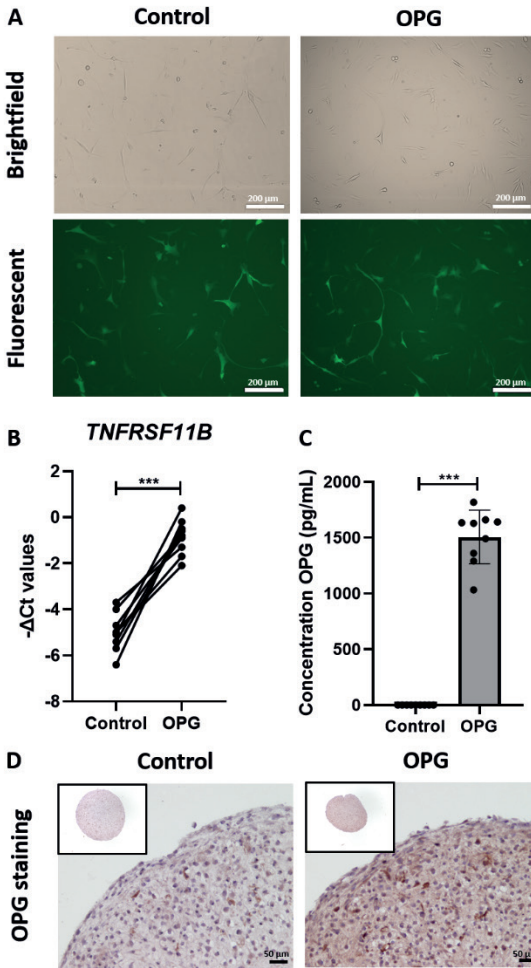 A
Control OPG
Brightfield
200 µm 200 µm
Fluorescent
200 µm 200 µm
B
TNFRSF11B
***
-ΔCt values
2
0
-2
-4
-6
-8
Control OPG
C
***
Concentration OPG (pg/mL)
2000
1500
1000
500
0
Control OPG
D
Control OPG
OPG staining
50 µm 50 µm